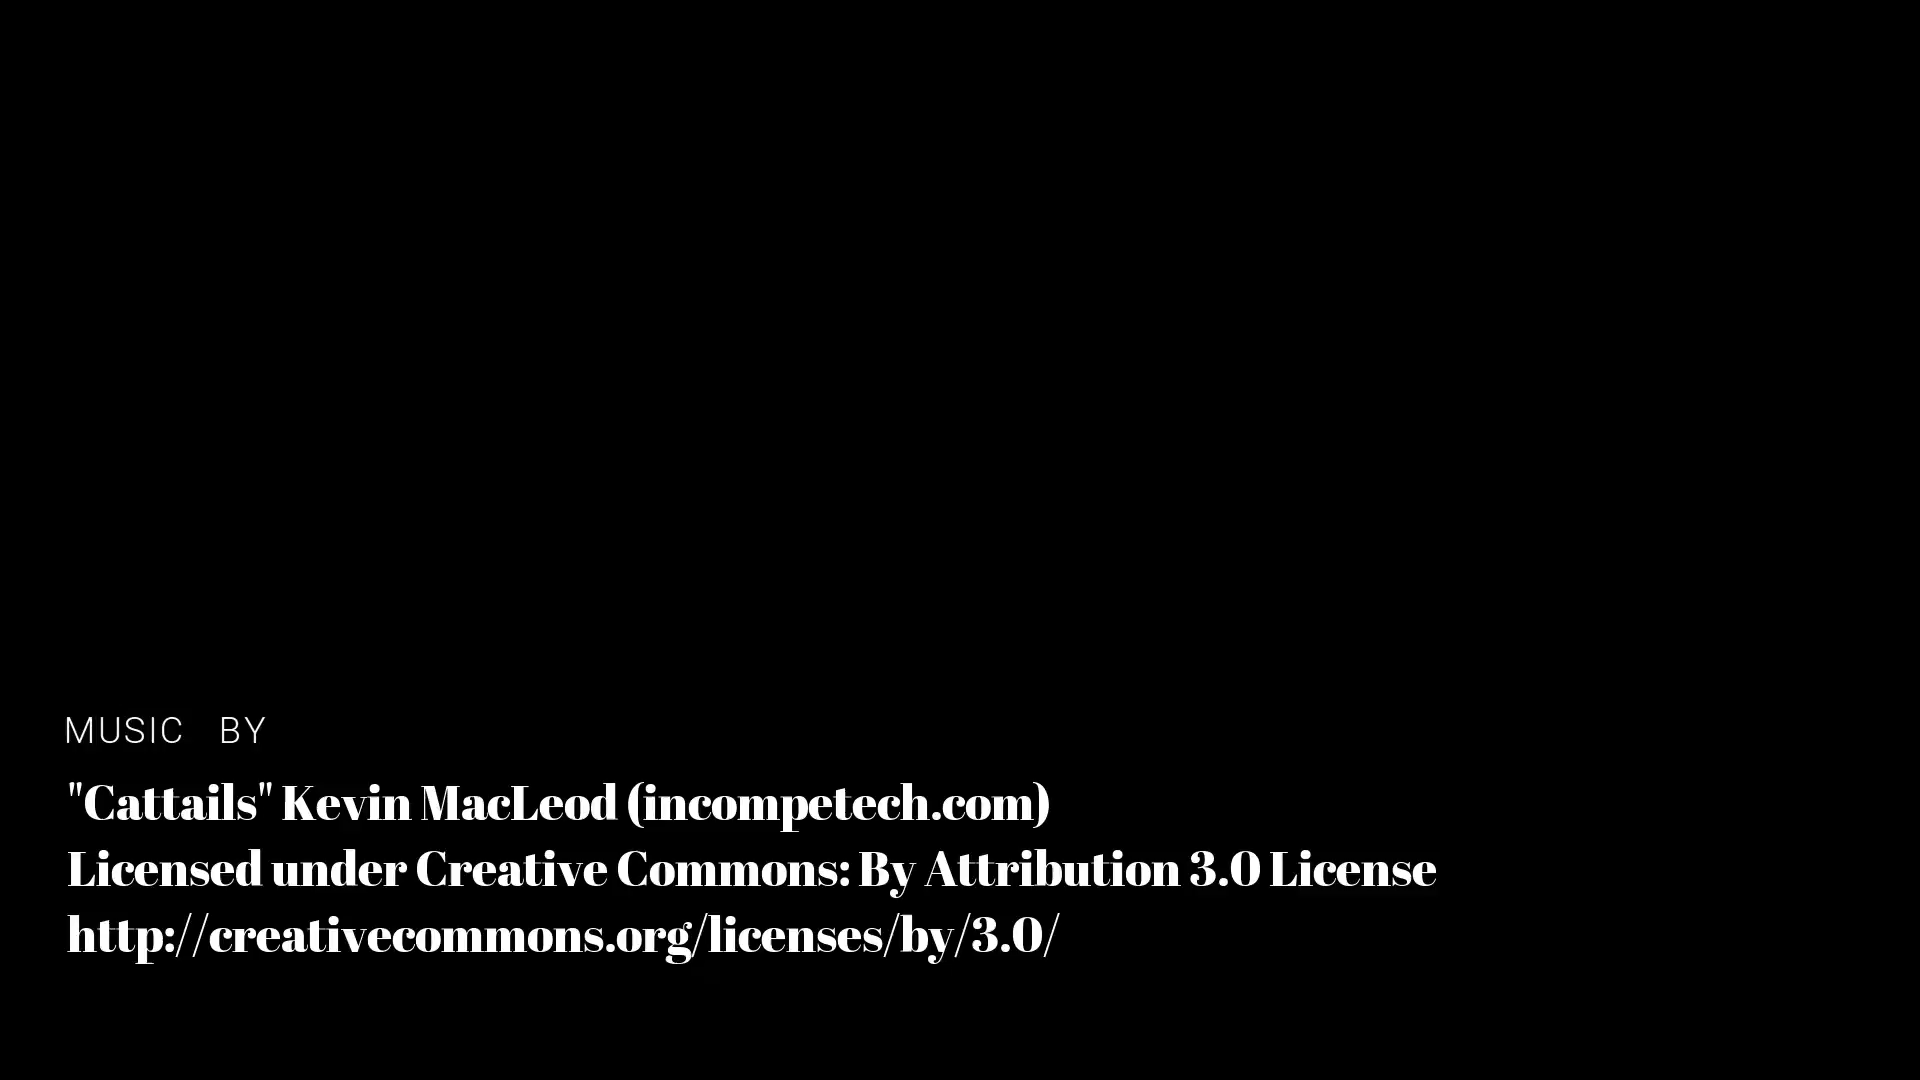 MUSIC BY
"Cattails" Kevin MacLeod (incompetech.com)
Licensed under Creative Commons: By Attribution 3.0 License
http://creativecommons.org/licenses/by/3.0/